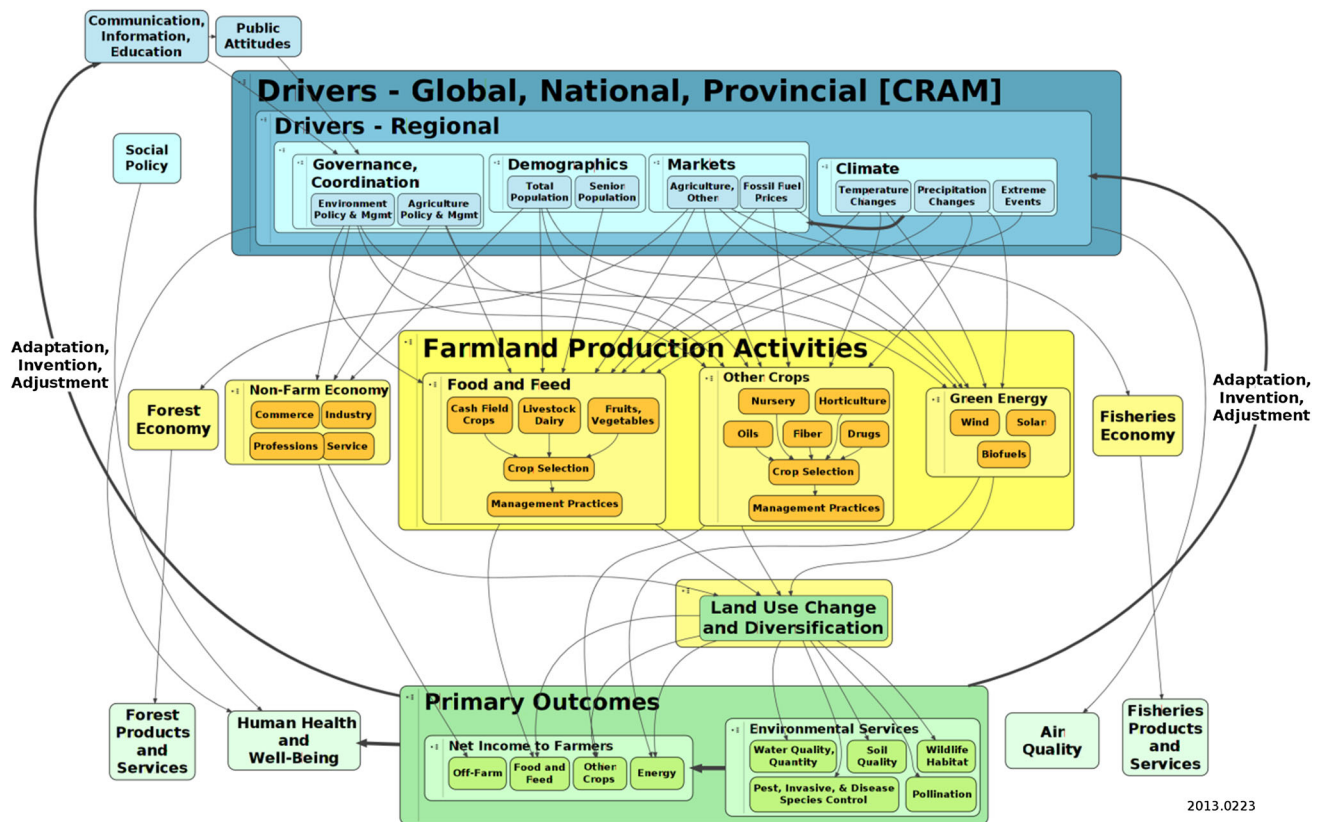 Communication,
Information,
Education
Public
Attitudes
Drivers - Global, National, Provincial [CRAM]
Drivers - Regional
Social
Policy
Governance,
Coordination
Environment
Policy & Mgmt
Agriculture
Policy & Mgmt
Demographics
Total
Population
Senior
Population
Markets
Agriculture,
Other
Fossil Fuel
Prices
Climate
Temperature
Changes
Precipitation
Changes
Extreme
Events
Adaptation,
Invention,
Adjustment
Adaptation,
Invention,
Adjustment
Farmland Production Activities
Forest
Economy
Non-Farm Economy
Commerce
Industry
Professions
Service
Food and Feed
Cash Field
Crops
Livestock
Dairy
Fruits,
Vegetables
Crop Selection
Management Practices
Other Crops
Nursery
Horticulture
Oils
Fiber
Drugs
Crop Selection
Management Practices
Green Energy
Wind
Solar
Biofuels
Fisheries
Economy
Land Use Change
and Diversification
Primary Outcomes
Forest
Products
and
Services
Human Health
and
Well-Being
Net Income to Farmers
Off-Farm
Food and
Feed
Other
Crops
Energy
Environmental Services
Water Quality,
Quantity
Soil
Quality
Wildlife
Habitat
Pest, Invasive, & Disease
Species Control
Pollination
Air
Quality
Fisheries
Products
and
Services
2013.0223